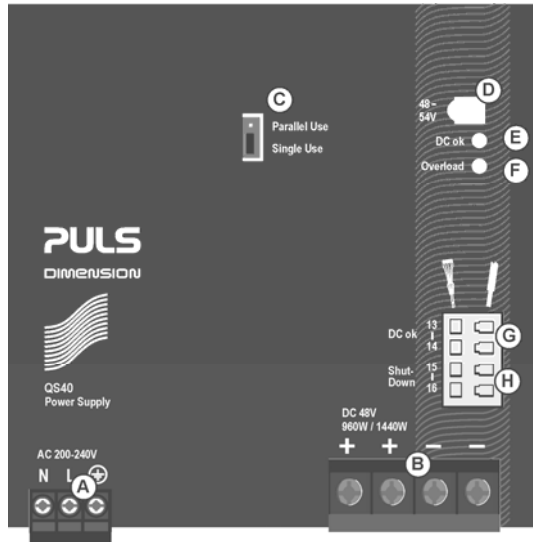 C
Parallel Use
Single Use
48 –
54V
D
DC ok
E
Overload
F
PULS
DIMENSION
QS40
Power Supply
DC ok
13
14
G
Shut-
Down
15
16
H
DC 48V
960W / 1440W
+ + – –
B
AC 200-240V
N L
A